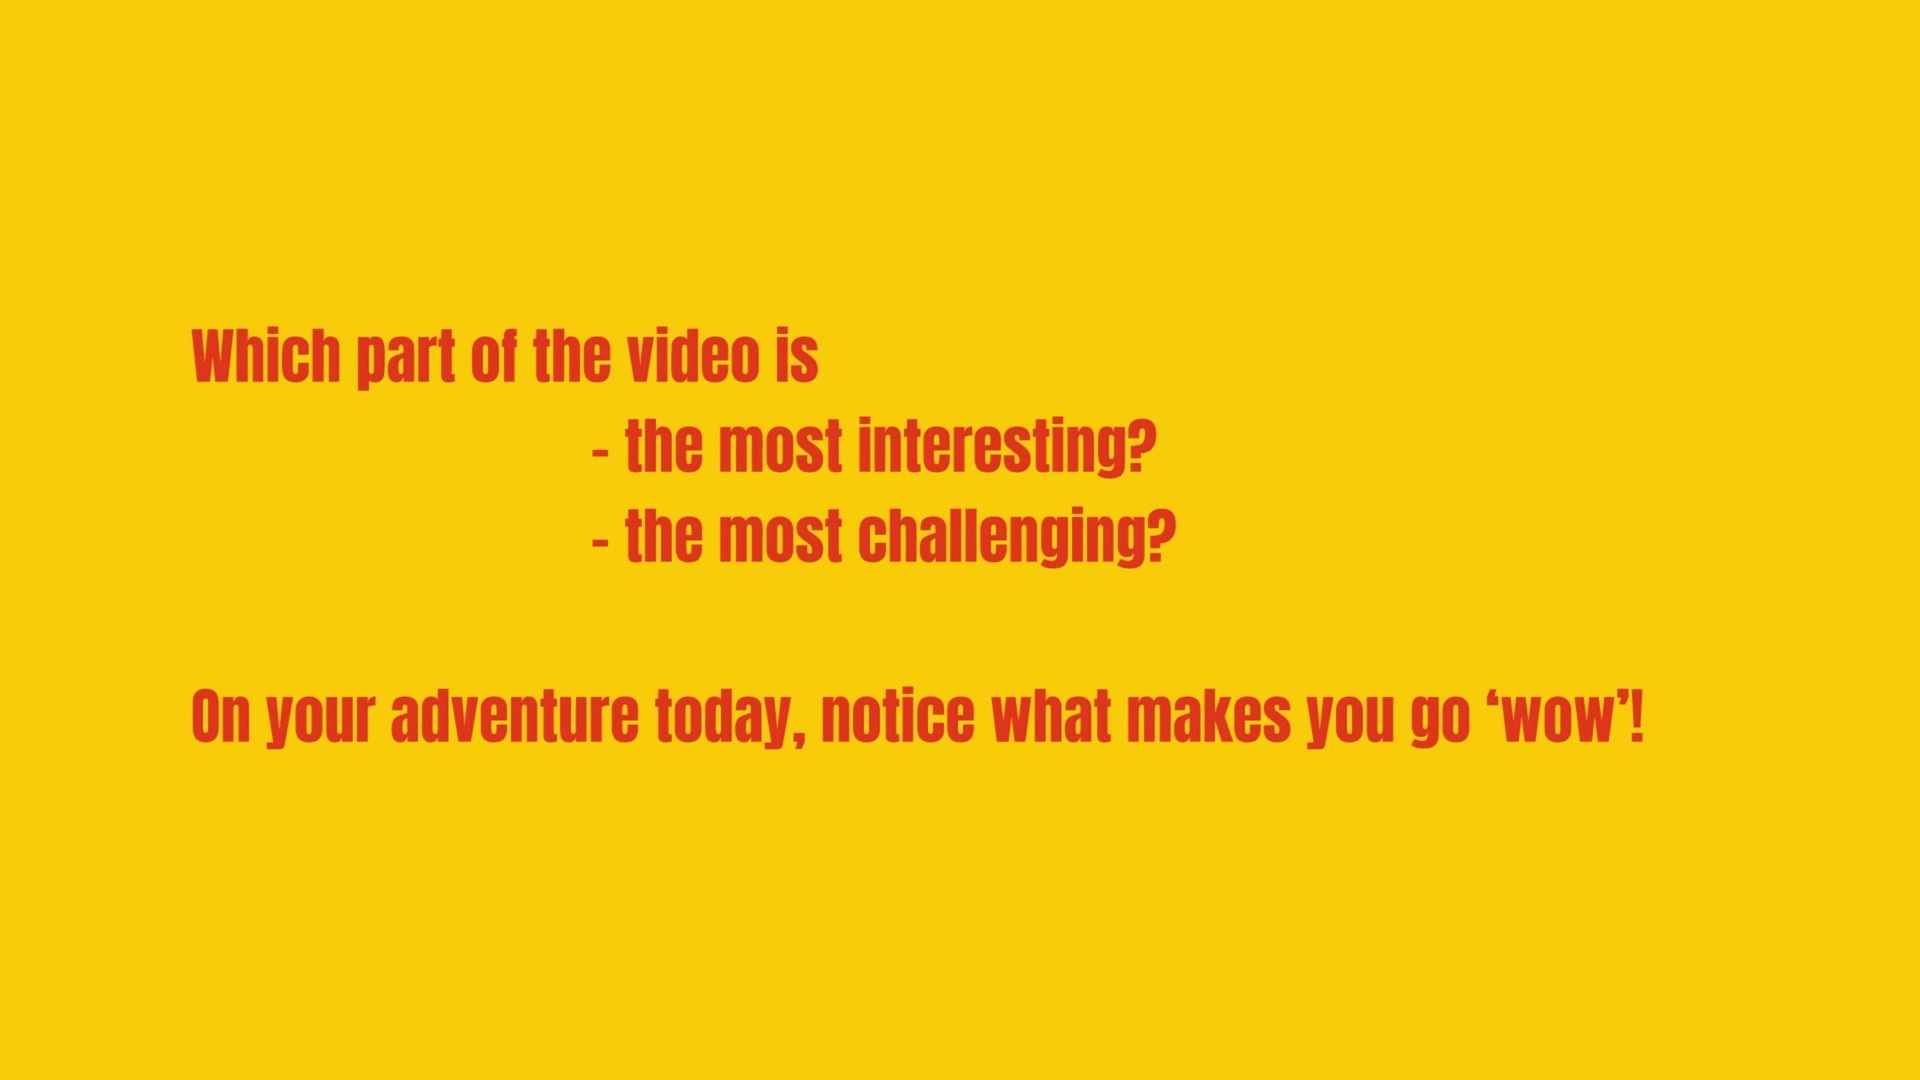 Which part of the video is
- the most interesting?
- the most challenging?
On your adventure today, notice what makes you go ‘wow’!